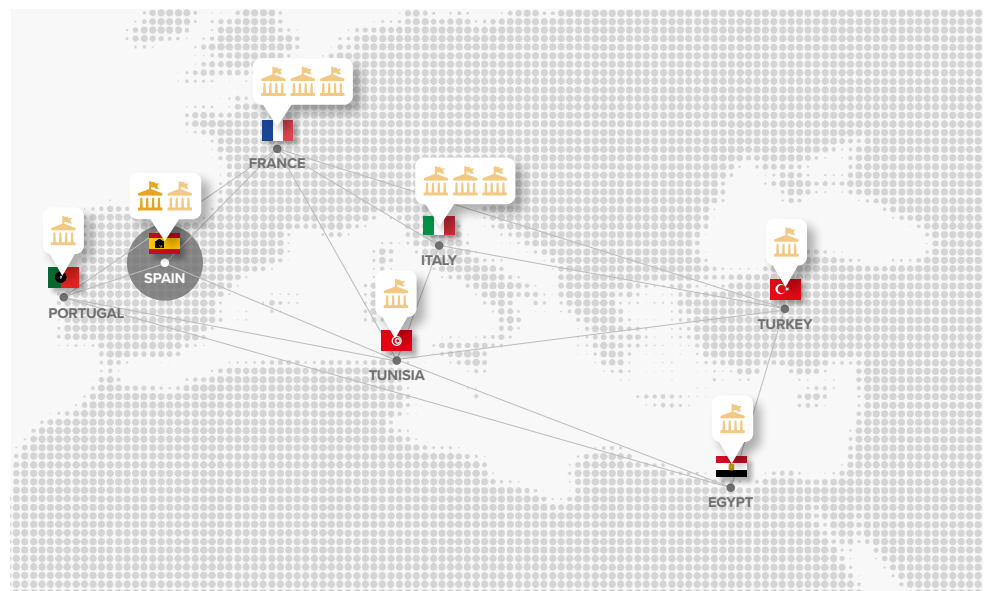 FRANCE
ITALY
SPAIN
PORTUGAL
TURKEY
TUNISIA
EGYPT